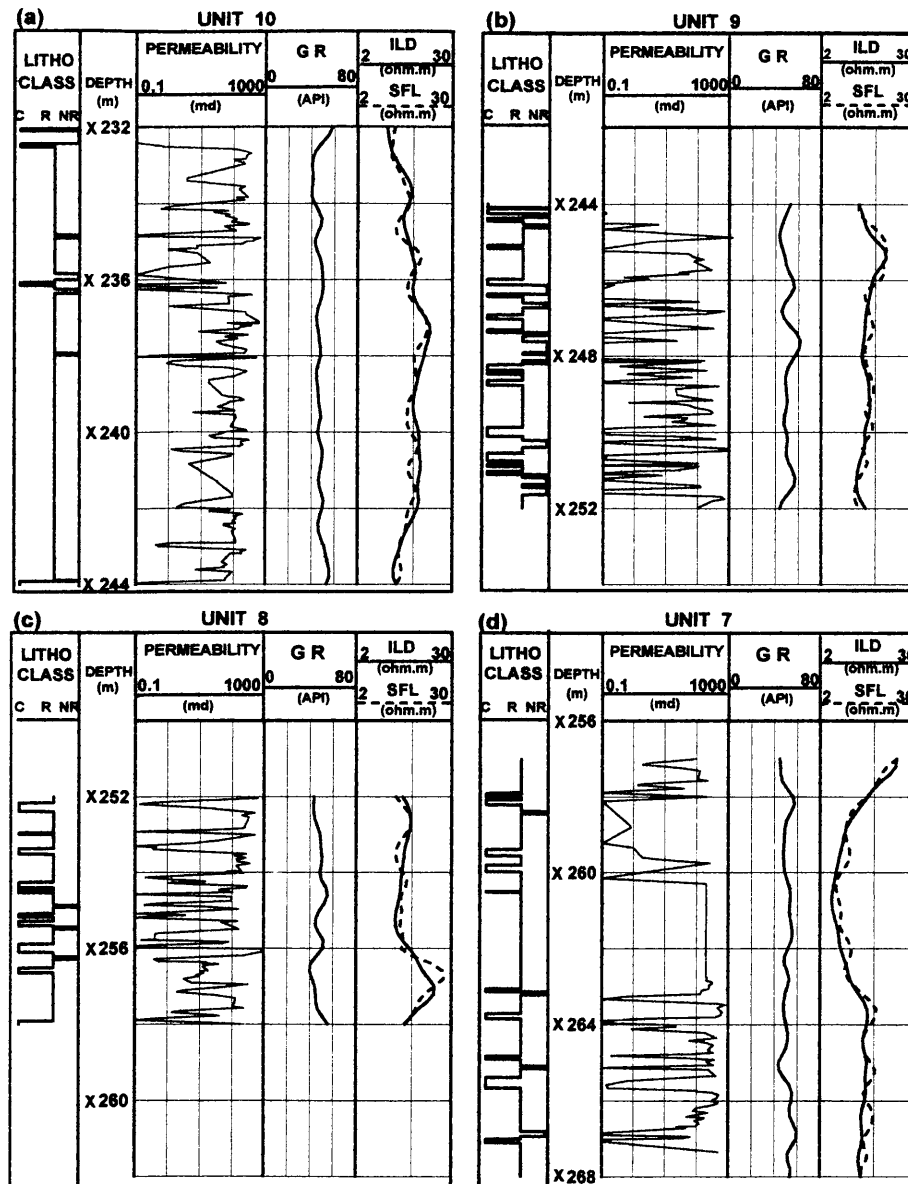 (a) UNIT 10
LITHO CLASS
C R NR
DEPTH (m)
PERMEABILITY
0.1 1000
(md)
G R
0 80
(API)
ILD
2 30
(ohm.m)
SFL
2 30
(ohm.m)
X 232
X 236
X 240
X 244
(b) UNIT 9
LITHO CLASS
C R NR
DEPTH (m)
PERMEABILITY
0.1 1000
(md)
G R
0 80
(API)
ILD
2 30
(ohm.m)
SFL
2 30
(ohm.m)
X 244
X 248
X 252
(c) UNIT 8
LITHO CLASS
C R NR
DEPTH (m)
PERMEABILITY
0.1 1000
(md)
G R
0 80
(API)
ILD
2 30
(ohm.m)
SFL
2 30
(ohm.m)
X252
X256
X260
(d) UNIT 7
LITHO CLASS
C R NR
DEPTH (m)
PERMEABILITY
0.1 1000
(md)
G R
0 80
(API)
ILD
2 30
(ohm.m)
SFL
2 30
(ohm.m)
X 256
X 260
X 264
X 268